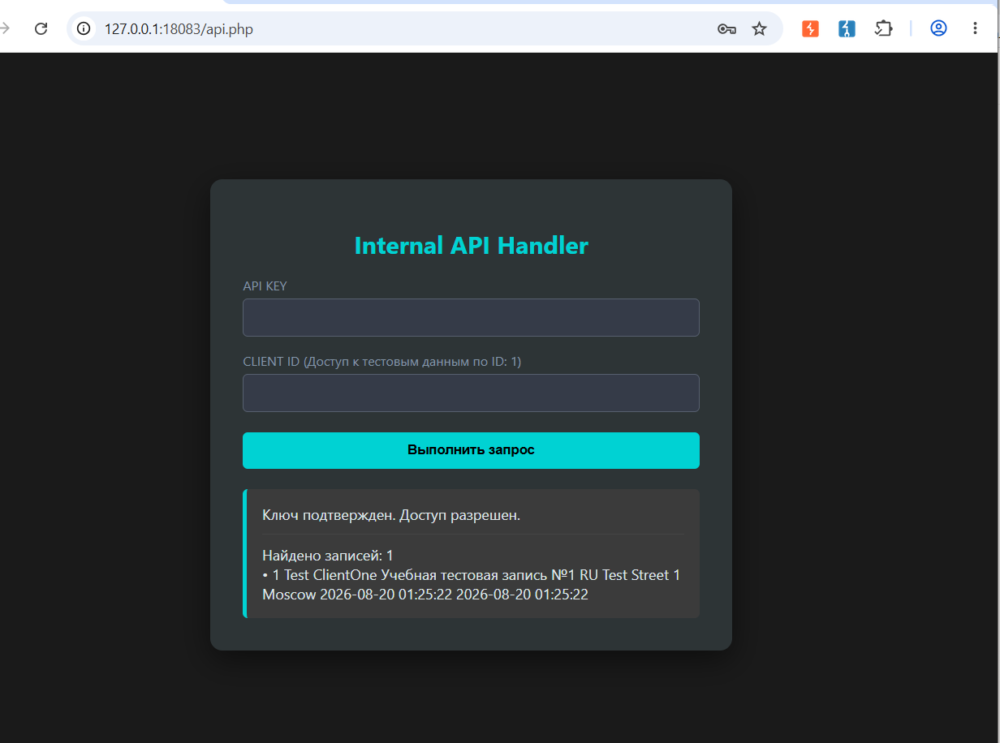 127.0.0.1:18083/api.php
Internal API Handler
API KEY
CLIENT ID (Доступ к тестовым данным по ID: 1)
Выполнить запрос
Ключ подтвержден. Доступ разрешен.
Найдено записей: 1
• 1 Test ClientOne Учебная тестовая запись №1 RU Test Street 1
Moscow 2026-08-20 01:25:22 2026-08-20 01:25:22